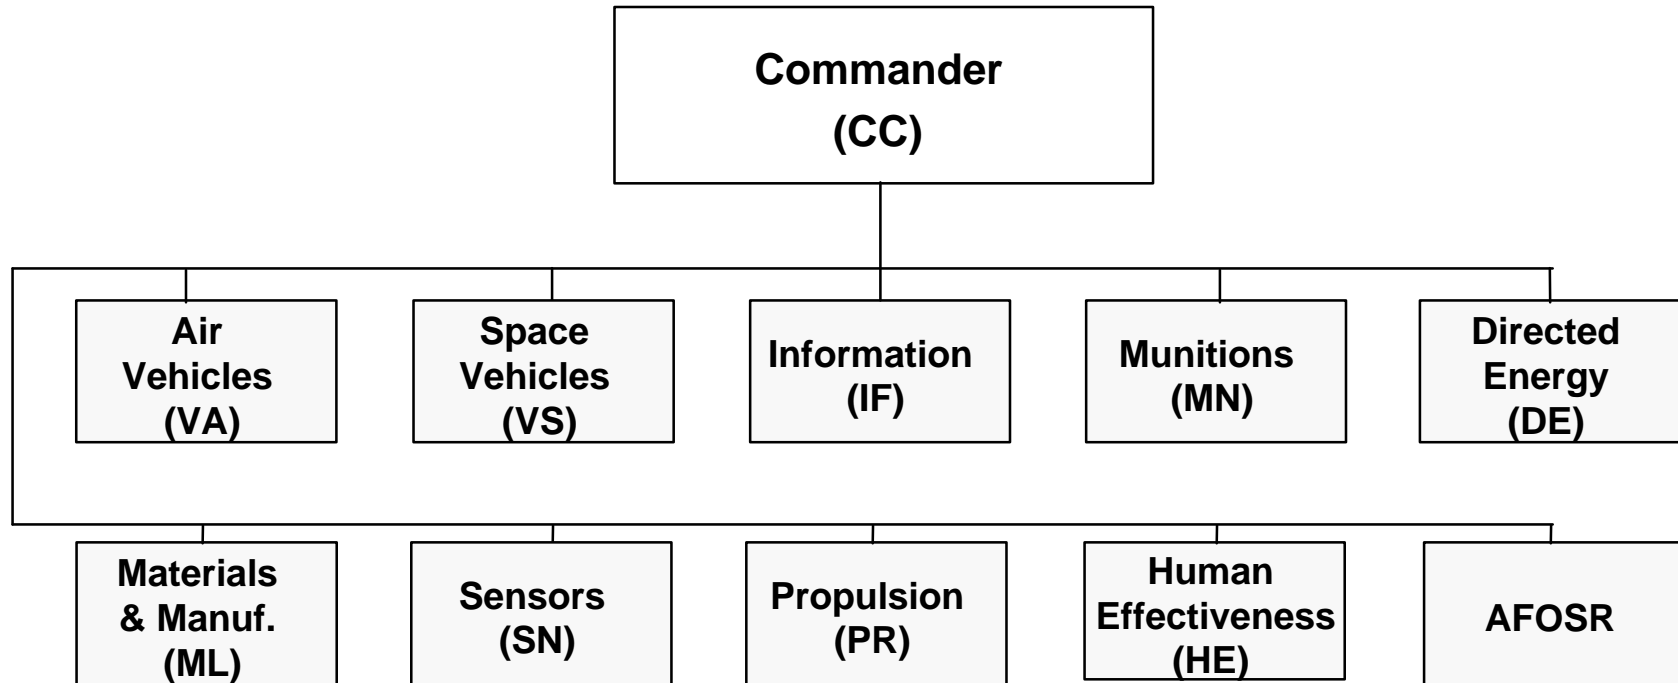 Commander
(CC)
Air
Vehicles
(VA)
Space
Vehicles
(VS)
Information
(IF)
Munitions
(MN)
Directed
Energy
(DE)
Materials
& Manuf.
(ML)
Sensors
(SN)
Propulsion
(PR)
Human
Effectiveness
(HE)
AFOSR